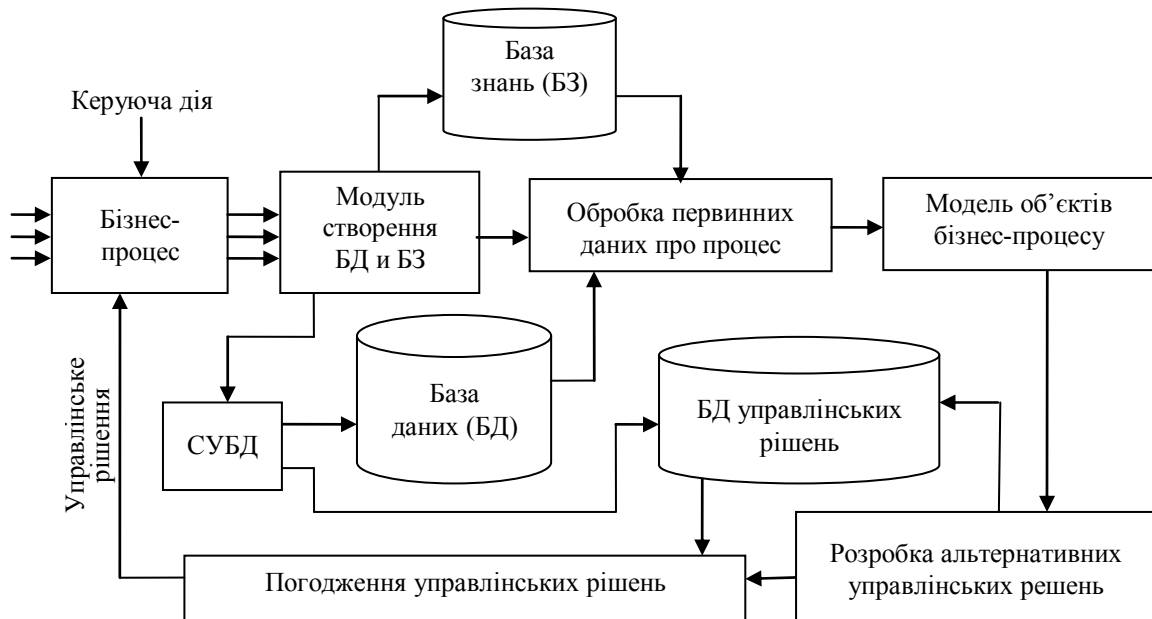 База
знань (БЗ)
Керуюча дія
Бізнес-
процес
Модуль
створення
БД и БЗ
Обробка первинних
даних про процес
Модель об’єктів
бізнес-процесу
Управлінське
рішення
СУБД
База
даних (БД)
БД управлінських
рішень
Погодження управлінських рішень
Розробка альтернативних
управлінських решень